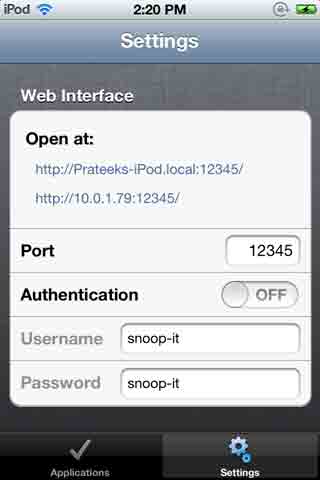 iPod 2:20 PM
Settings
Web Interface
Open at:
http://Prateeks-iPod.local:12345/
http://10.0.1.79:12345/
Port 12345
Authentication OFF
Username snoop-it
Password snoop-it
Applications Settings